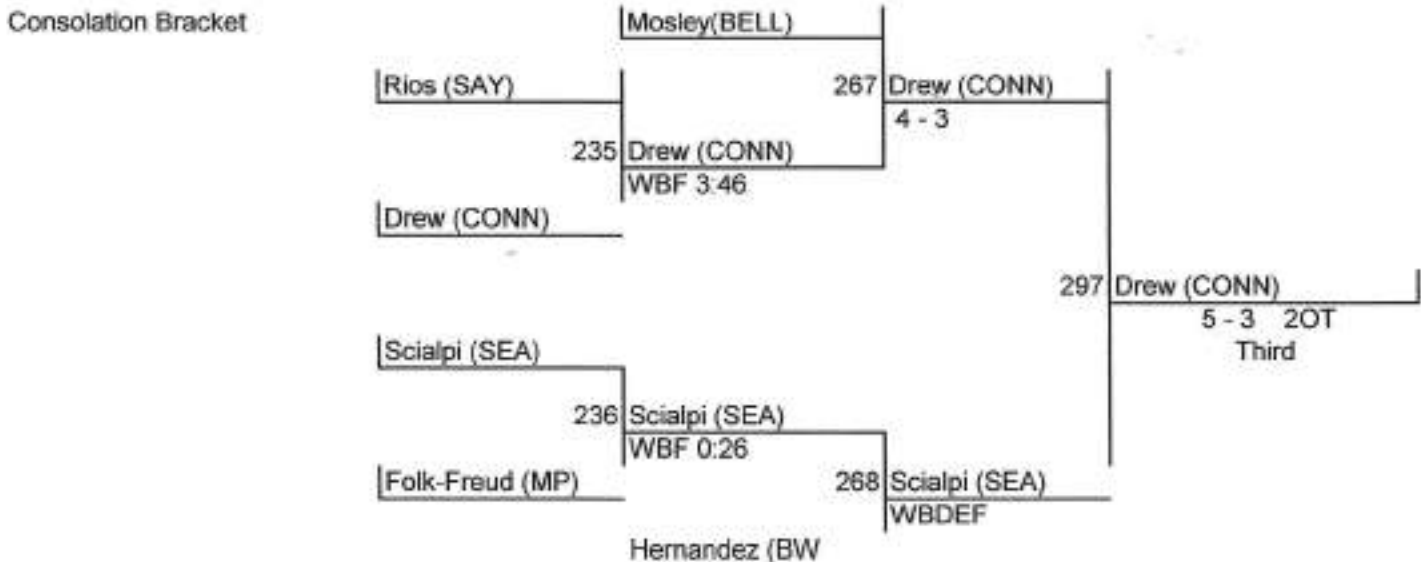 Consolation Bracket
Mosley(BELL)
Rios (SAY)
267 Drew (CONN)
4 - 3
235 Drew (CONN)
WBF 3:46
Drew (CONN)
297 Drew (CONN)
5 - 3 2OT
Third
Scialpi (SEA)
236 Scialpi (SEA)
WBF 0:26
Folk-Freud (MP)
268 Scialpi (SEA)
WBDEF
Hernandez (BW